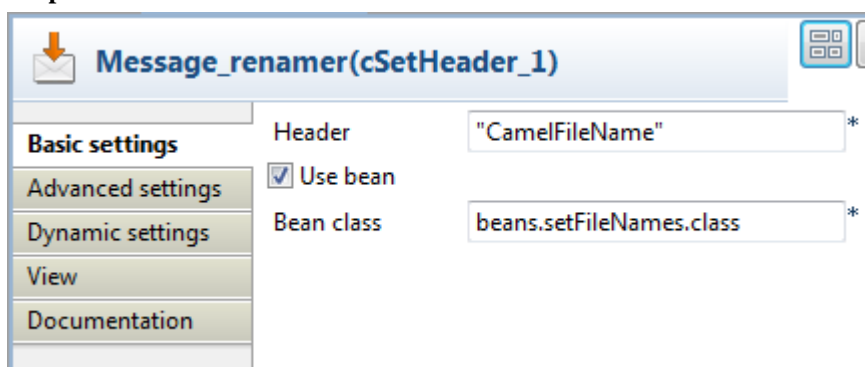 Message_renamer(cSetHeader_1)
Basic settings
Advanced settings
Dynamic settings
View
Documentation
Header "CamelFileName" *
Use bean
Bean class beans.setFileNames.class *